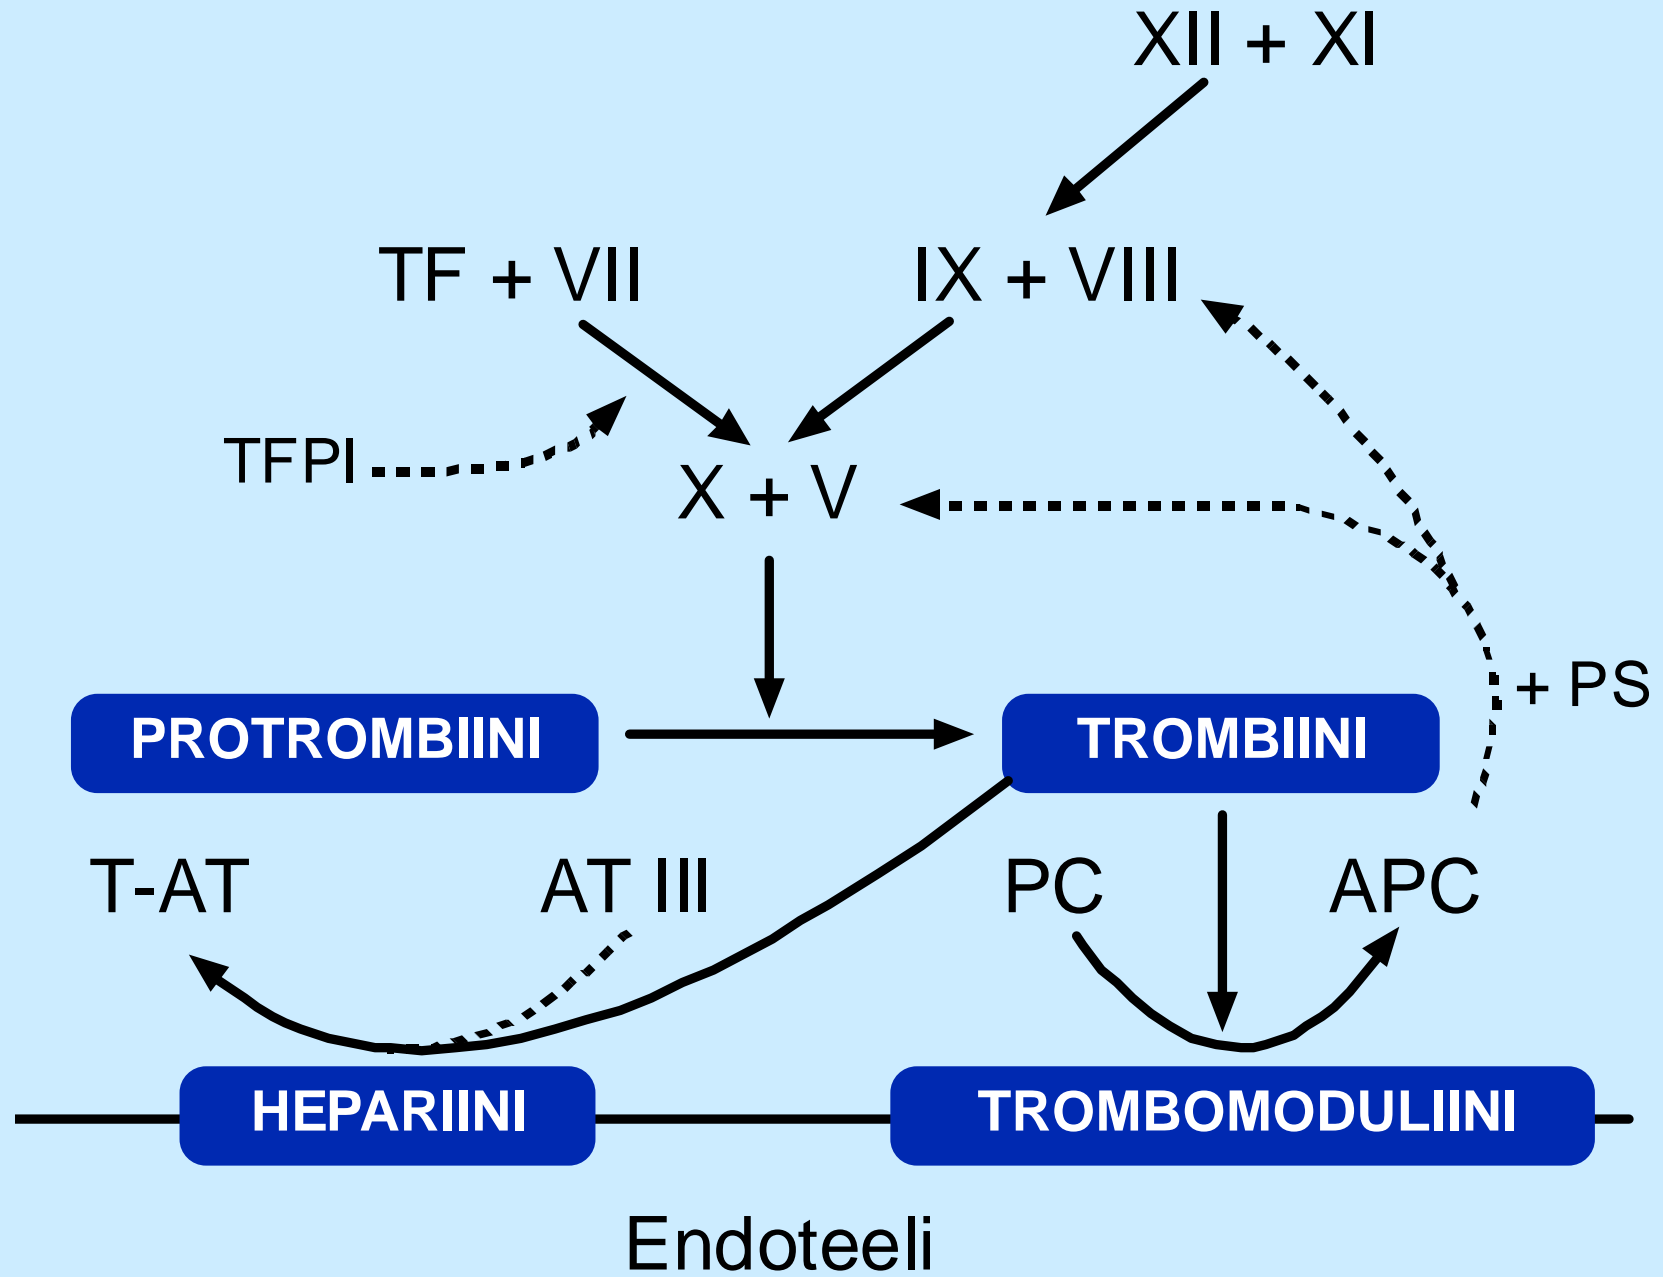 XII + XI
TF + VII
IX + VIII
TFPI
X + V
+ PS
PROTROMBIINI
TROMBIINI
T-AT
AT III
PC
APC
HEPARIINI
TROMBOMODULIINI
Endoteeli